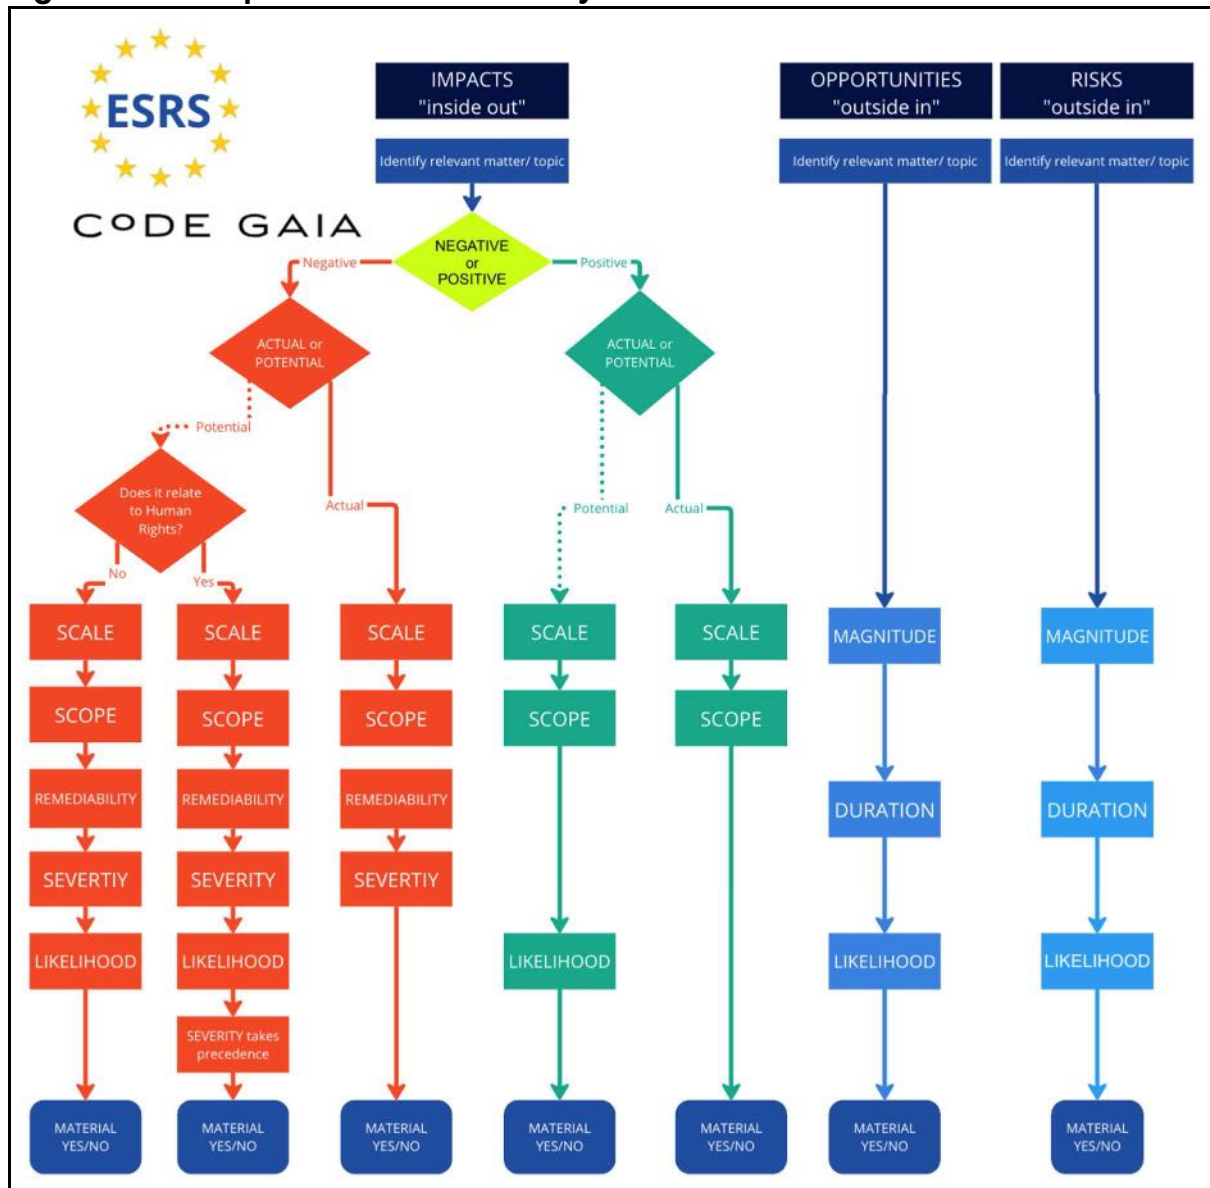 ESRS
CODE GAIA
IMPACTS
"inside out"
OPPORTUNITIES
"outside in"
RISKS
"outside in"
Identify relevant matter/ topic
Identify relevant matter/ topic
Identify relevant matter/ topic
NEGATIVE
or
POSITIVE
Negative
Positive
ACTUAL or
POTENTIAL
ACTUAL or
POTENTIAL
Potential
Actual
Potential
Actual
Does it relate
to Human
Rights?
No
Yes
SCALE
SCALE
SCALE
SCALE
SCALE
MAGNITUDE
MAGNITUDE
SCOPE
SCOPE
SCOPE
SCOPE
SCOPE
REMEDIABILITY
REMEDIABILITY
REMEDIABILITY
DURATION
DURATION
SEVERTIY
SEVERITY
SEVERTIY
LIKELIHOOD
LIKELIHOOD
LIKELIHOOD
LIKELIHOOD
LIKELIHOOD
SEVERITY takes
precedence
MATERIAL
YES/NO
MATERIAL
YES/NO
MATERIAL
YES/NO
MATERIAL
YES/NO
MATERIAL
YES/NO
MATERIAL
YES/NO
MATERIAL
YES/NO